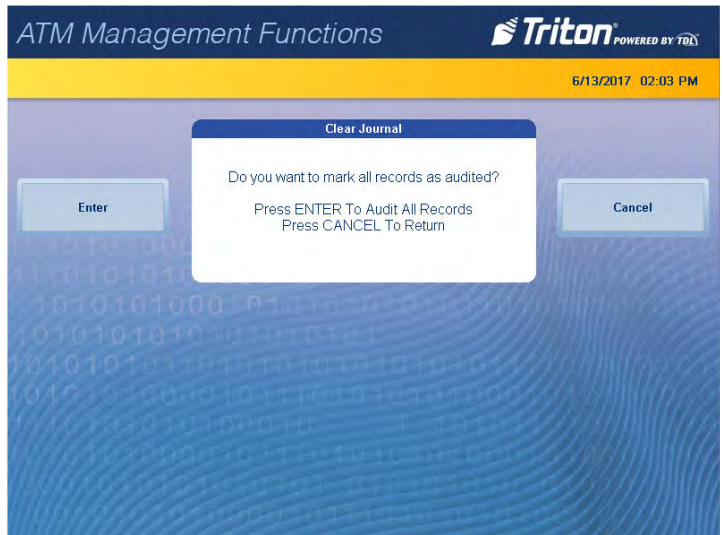 ATM Management Functions
Triton® POWERED BY TDL
6/13/2017 02:03 PM
Clear Journal
Do you want to mark all records as audited?
Press ENTER To Audit All Records
Press CANCEL To Return
Enter
Cancel